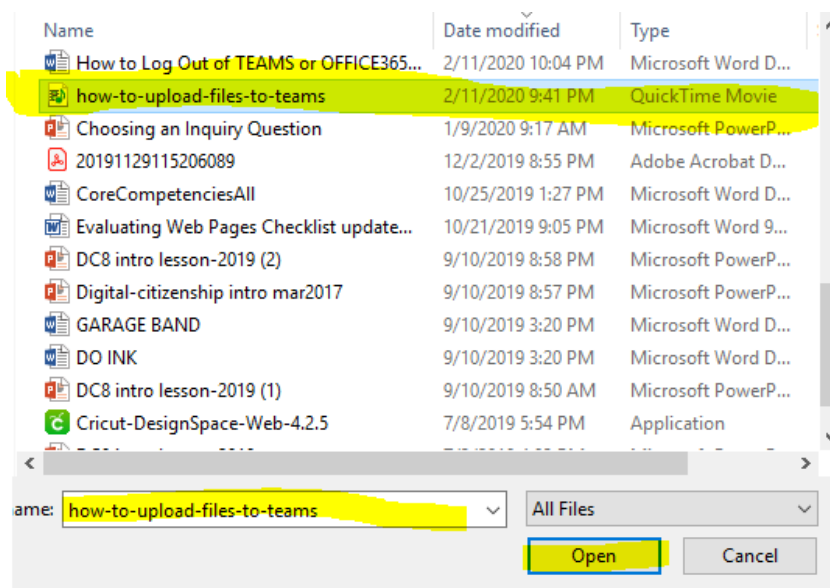 Name Date modified Type
How to Log Out of TEAMS or OFFICE365... 2/11/2020 10:04 PM Microsoft Word D...
how-to-upload-files-to-teams 2/11/2020 9:41 PM QuickTime Movie
Choosing an Inquiry Question 1/9/2020 9:17 AM Microsoft PowerP...
20191129115206089 12/2/2019 8:55 PM Adobe Acrobat D...
CoreCompetenciesAll 10/25/2019 1:27 PM Microsoft Word D...
Evaluating Web Pages Checklist update... 10/21/2019 9:05 PM Microsoft Word 9...
DC8 intro lesson-2019 (2) 9/10/2019 8:58 PM Microsoft PowerP...
Digital-citizenship intro mar2017 9/10/2019 8:57 PM Microsoft PowerP...
GARAGE BAND 9/10/2019 3:20 PM Microsoft Word D...
DO INK 9/10/2019 3:20 PM Microsoft Word D...
DC8 intro lesson-2019 (1) 9/10/2019 8:50 AM Microsoft PowerP...
Cricut-DesignSpace-Web-4.2.5 7/8/2019 5:54 PM Application
ame: how-to-upload-files-to-teams All Files
Open Cancel